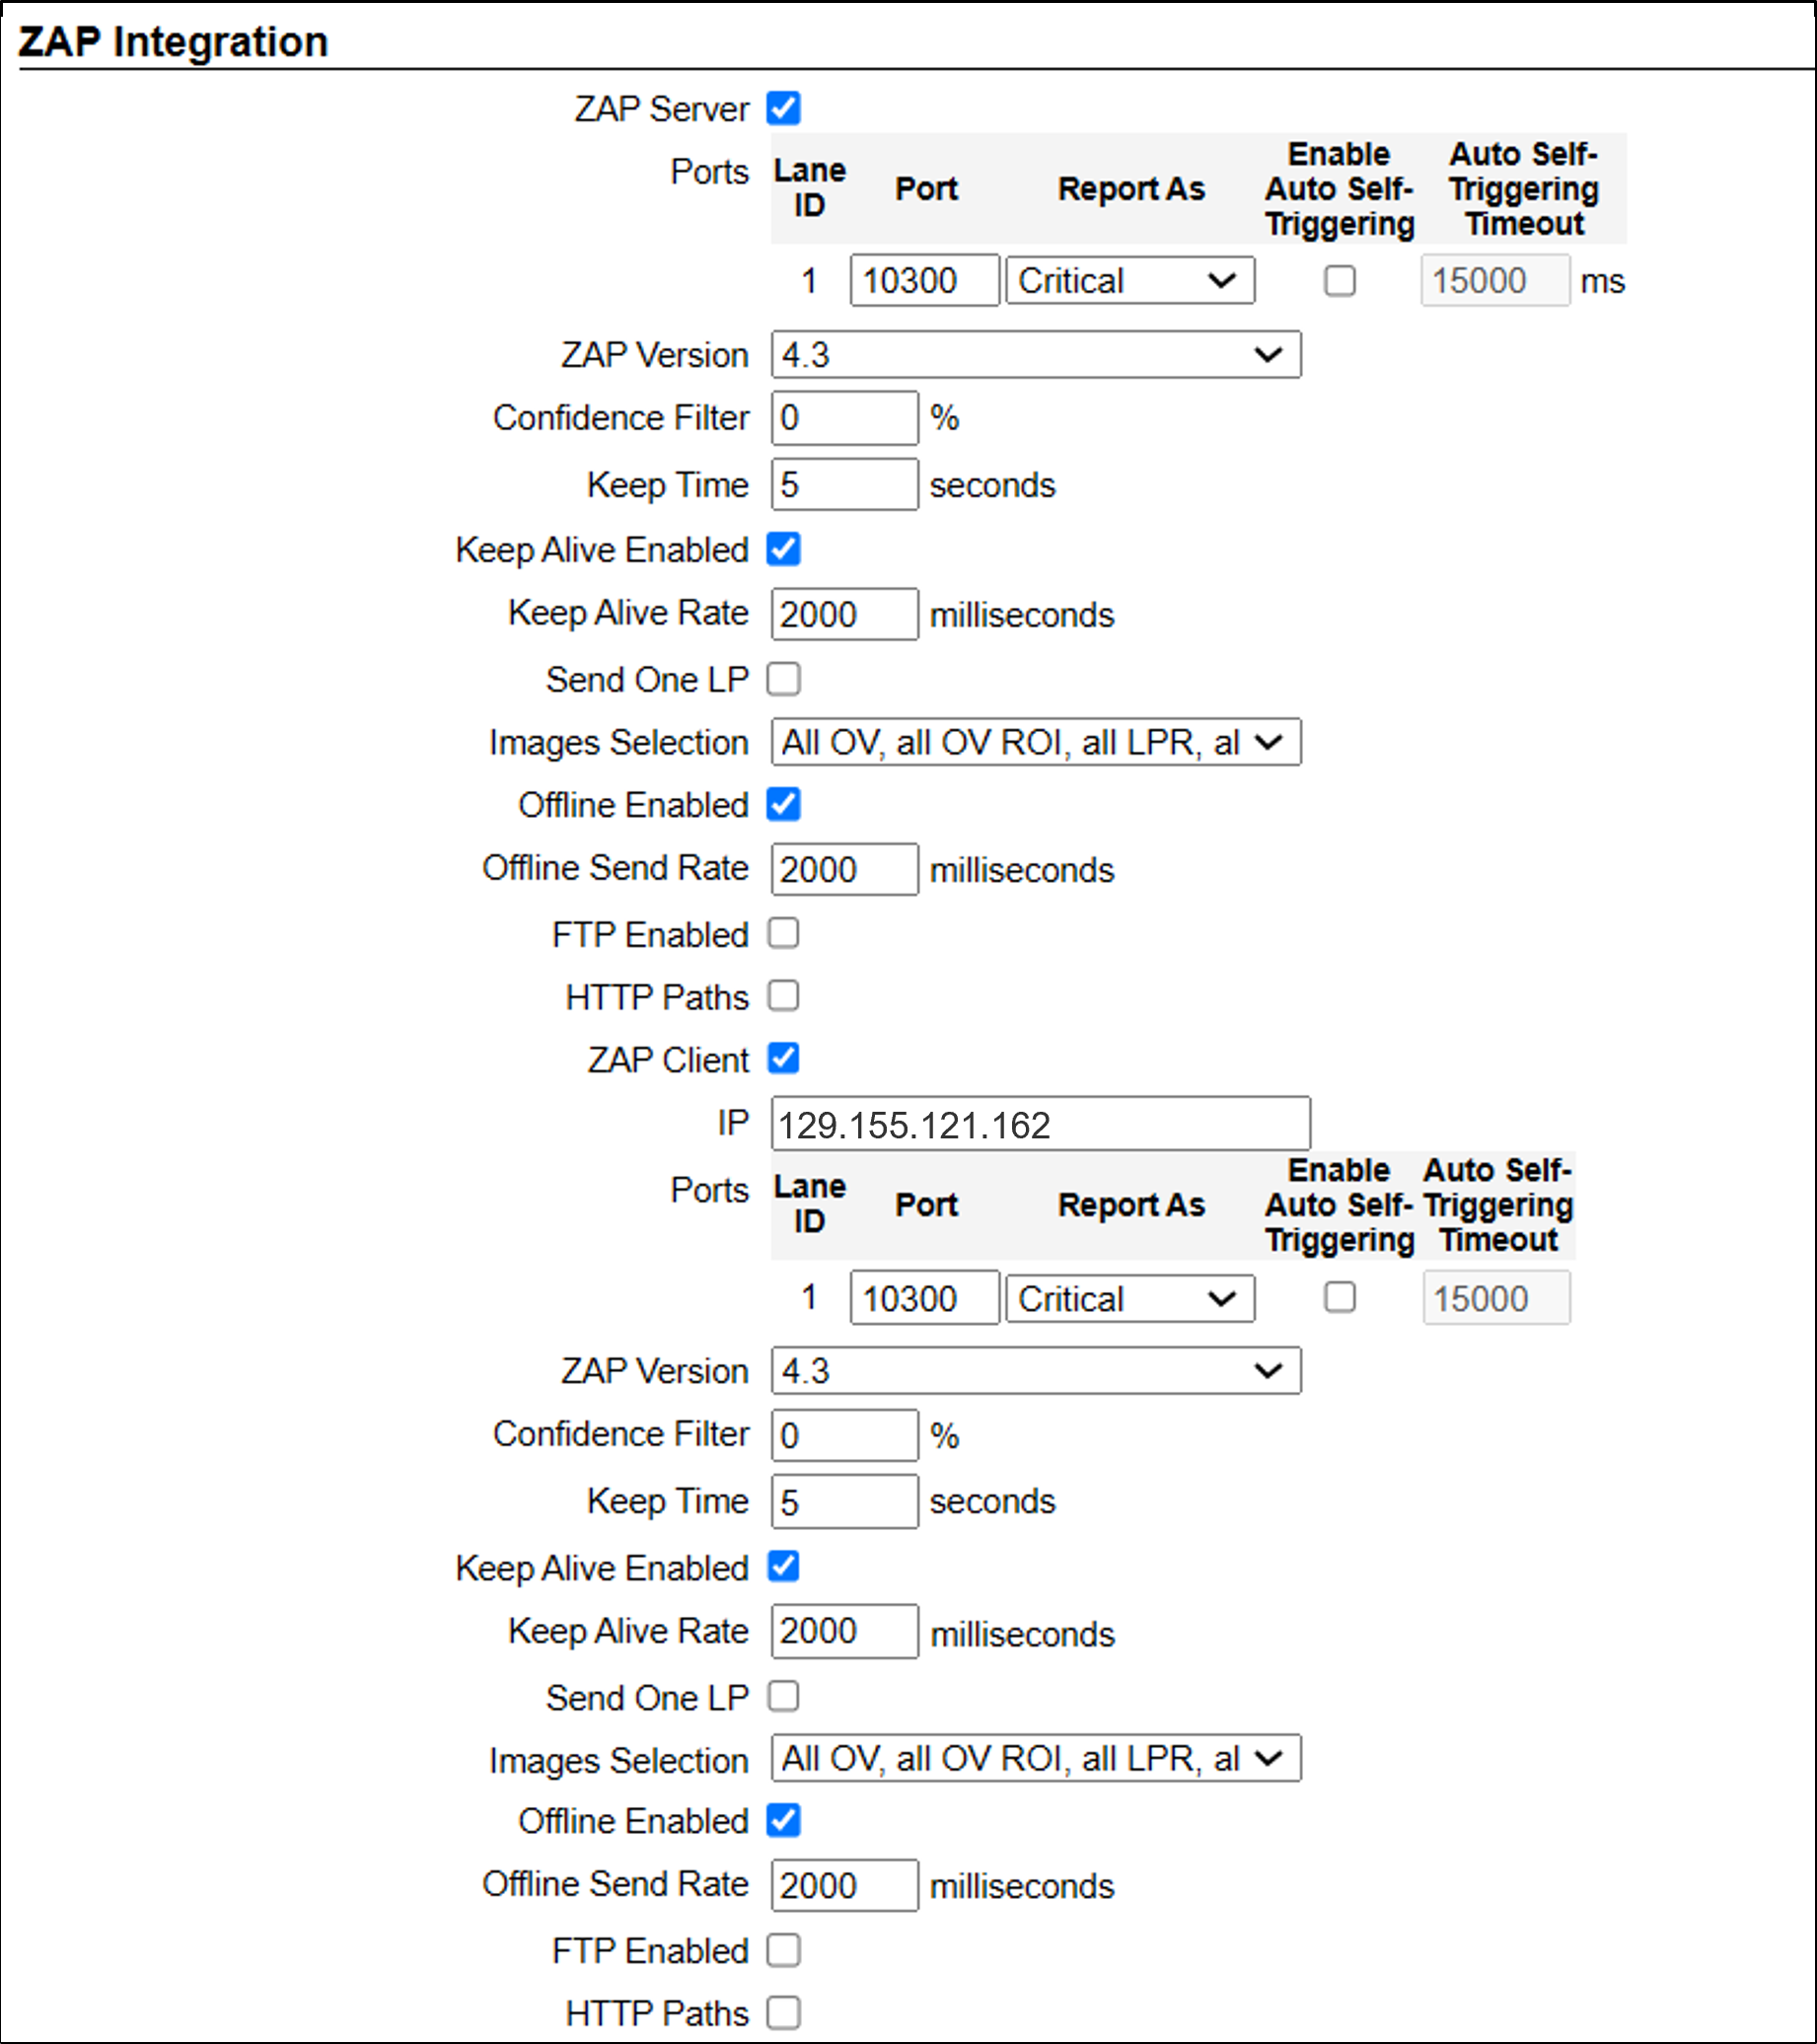 ZAP Integration
ZAP Server
Ports Lane ID Port Report As Enable Auto Self-Triggering Auto Self-Triggering Timeout
1 10300 Critical 15000 ms
ZAP Version 4.3
Confidence Filter 0 %
Keep Time 5 seconds
Keep Alive Enabled
Keep Alive Rate 2000 milliseconds
Send One LP
Images Selection All OV, all OV ROI, all LPR, al
Offline Enabled
Offline Send Rate 2000 milliseconds
FTP Enabled
HTTP Paths
ZAP Client
IP 129.155.121.162
Ports Lane ID Port Report As Enable Auto Self-Triggering Auto Self-Triggering Timeout
1 10300 Critical 15000
ZAP Version 4.3
Confidence Filter 0 %
Keep Time 5 seconds
Keep Alive Enabled
Keep Alive Rate 2000 milliseconds
Send One LP
Images Selection All OV, all OV ROI, all LPR, al
Offline Enabled
Offline Send Rate 2000 milliseconds
FTP Enabled
HTTP Paths